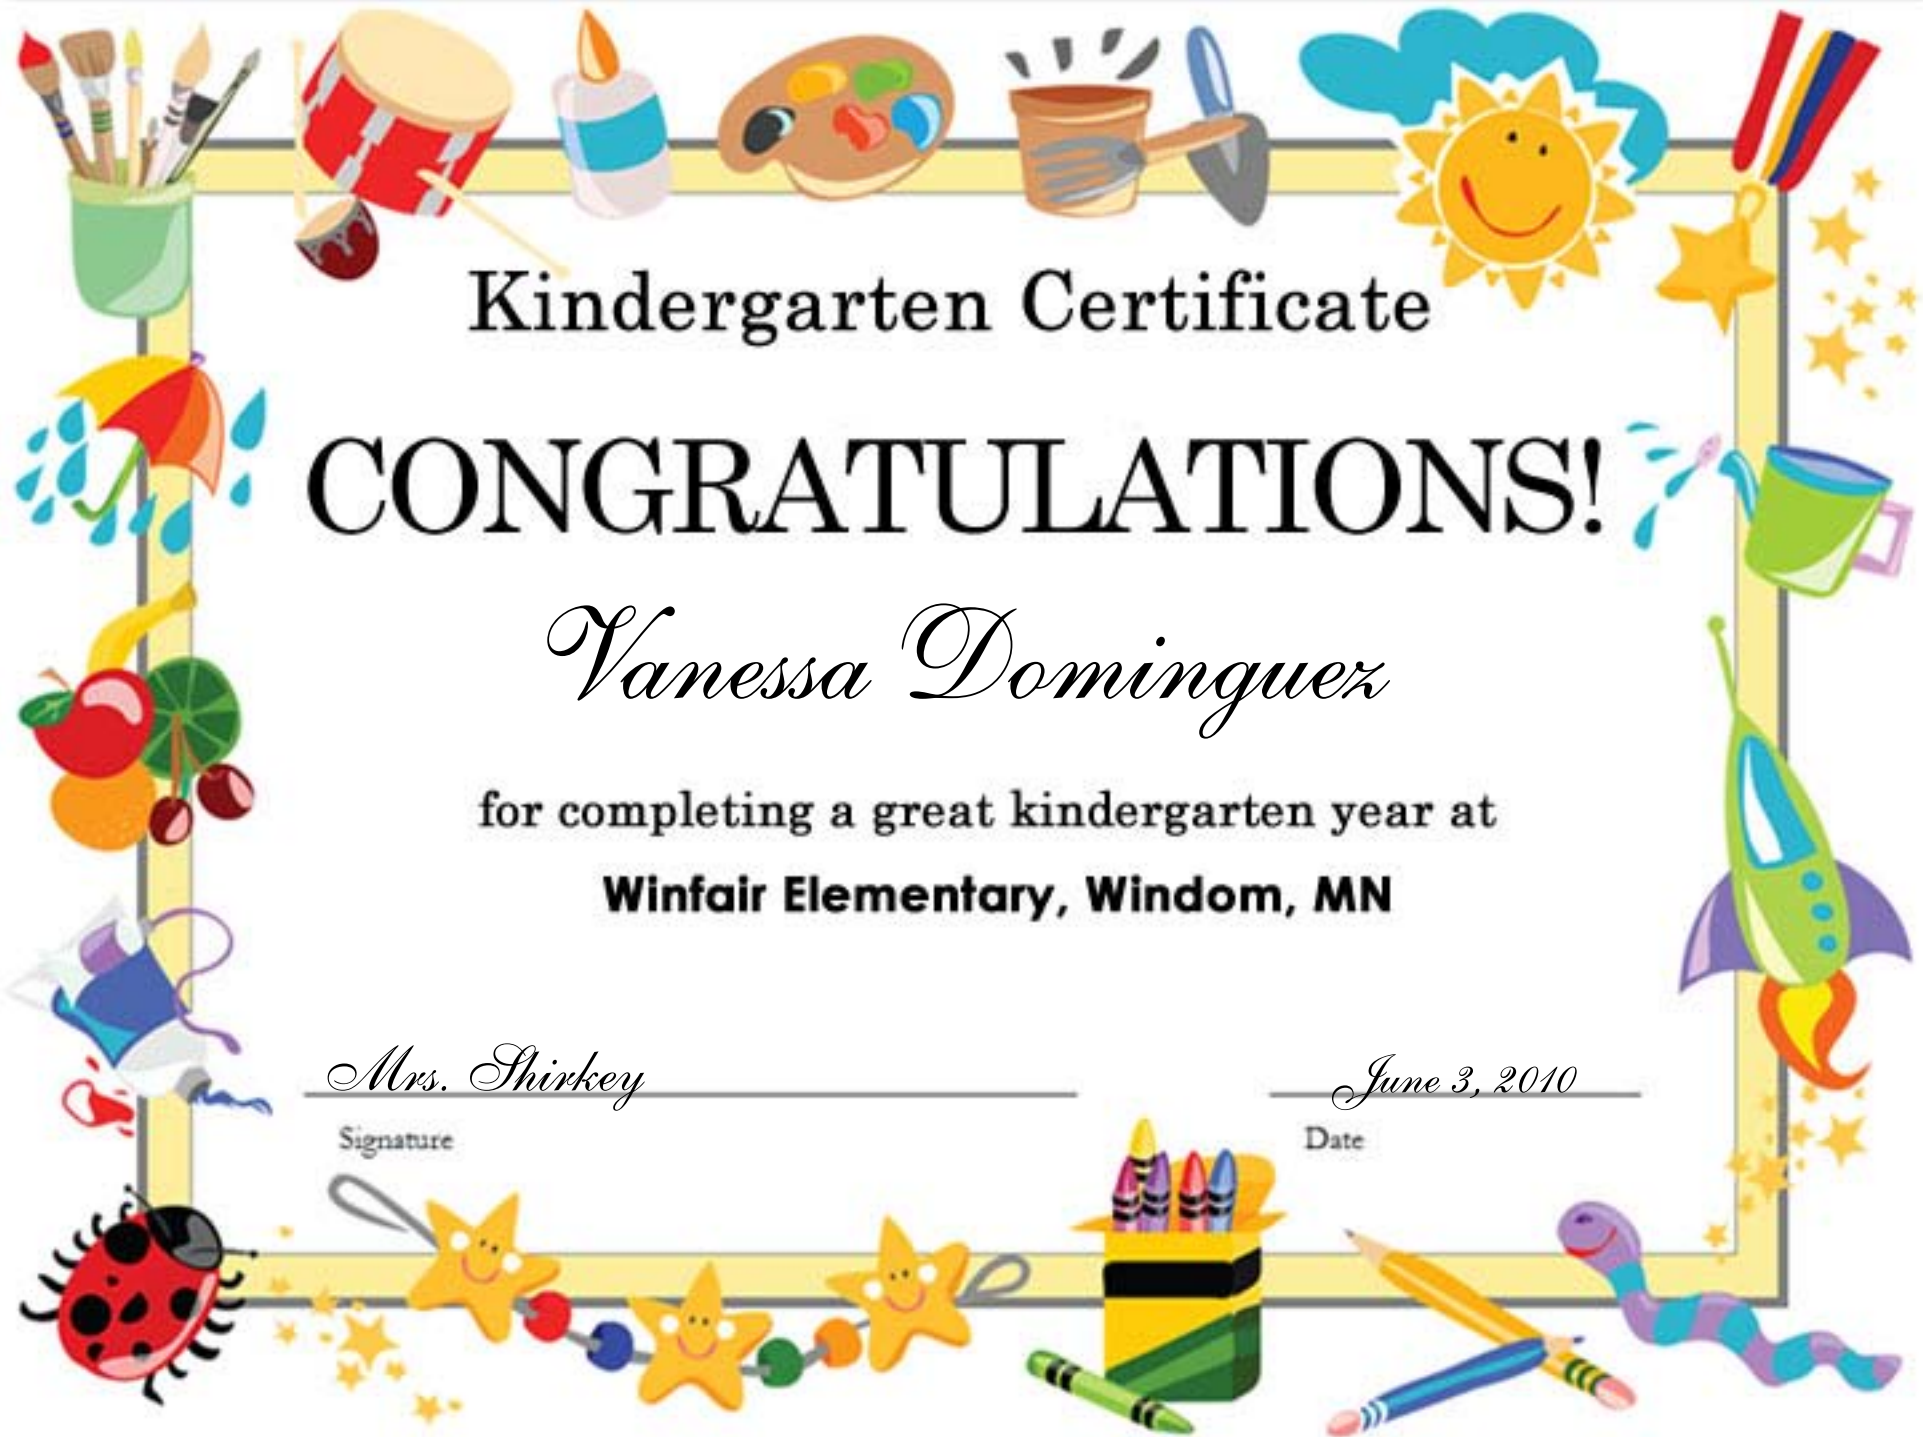 Kindergarten Certificate
CONGRATULATIONS!
Vanessa Dominguez
for completing a great kindergarten year at
Winfair Elementary, Windom, MN
Mrs. Shirkey June 3, 2010
Signature Date